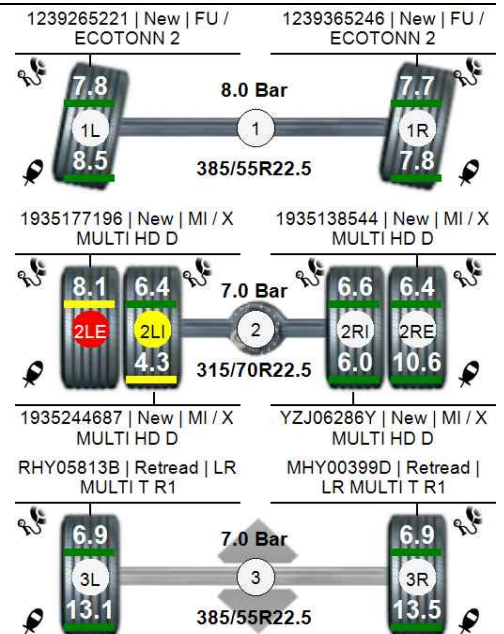 1239265221 | New | FU /
ECOTONN 2
1239365246 | New | FU /
ECOTONN 2
7.8
8.0 Bar
7.7
1L
1
1R
8.5
385/55R22.5
7.8
1935177196 | New | MI / X
MULTI HD D
1935138544 | New | MI / X
MULTI HD D
8.1
6.4
7.0 Bar
6.6
6.4
2LE
2LI
2
2RI
2RE
4.3
315/70R22.5
6.0
10.6
1935244687 | New | MI / X
MULTI HD D
YZJ06286Y | New | MI / X
MULTI HD D
RHY05813B | Retread | LR
MULTI T R1
MHY00399D | Retread |
LR MULTI T R1
6.9
7.0 Bar
6.9
3L
3
3R
13.1
385/55R22.5
13.5